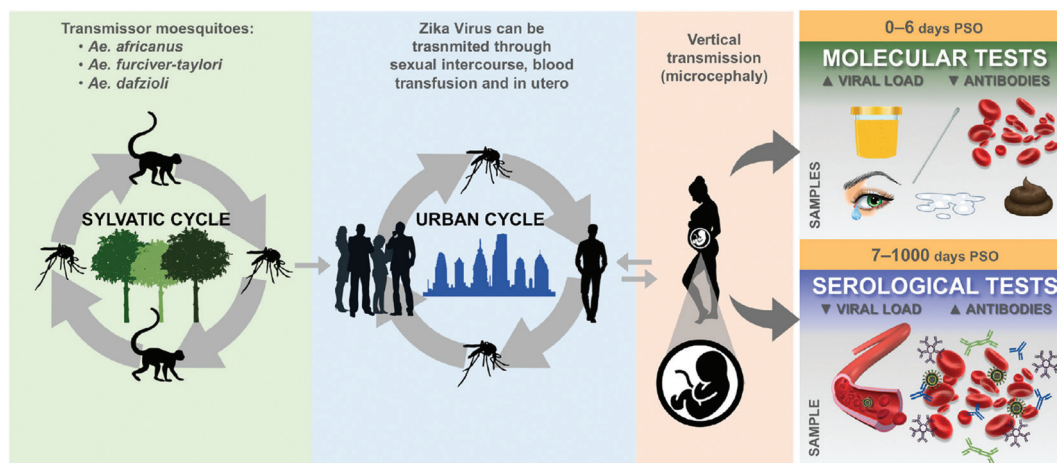 Transmissor moesquitoes:
• Ae. africanus
• Ae. furciver-taylori
• Ae. dafzioli
SYLVATIC CYCLE
Zika Virus can be
trasnmited through
sexual intercourse, blood
transfusion and in utero
URBAN CYCLE
Vertical
transmission
(microcephaly)
0–6 days PSO
MOLECULAR TESTS
▲ VIRAL LOAD ▼ ANTIBODIES
SAMPLES
7–1000 days PSO
SEROLOGICAL TESTS
▼ VIRAL LOAD ▲ ANTIBODIES
SAMPLE